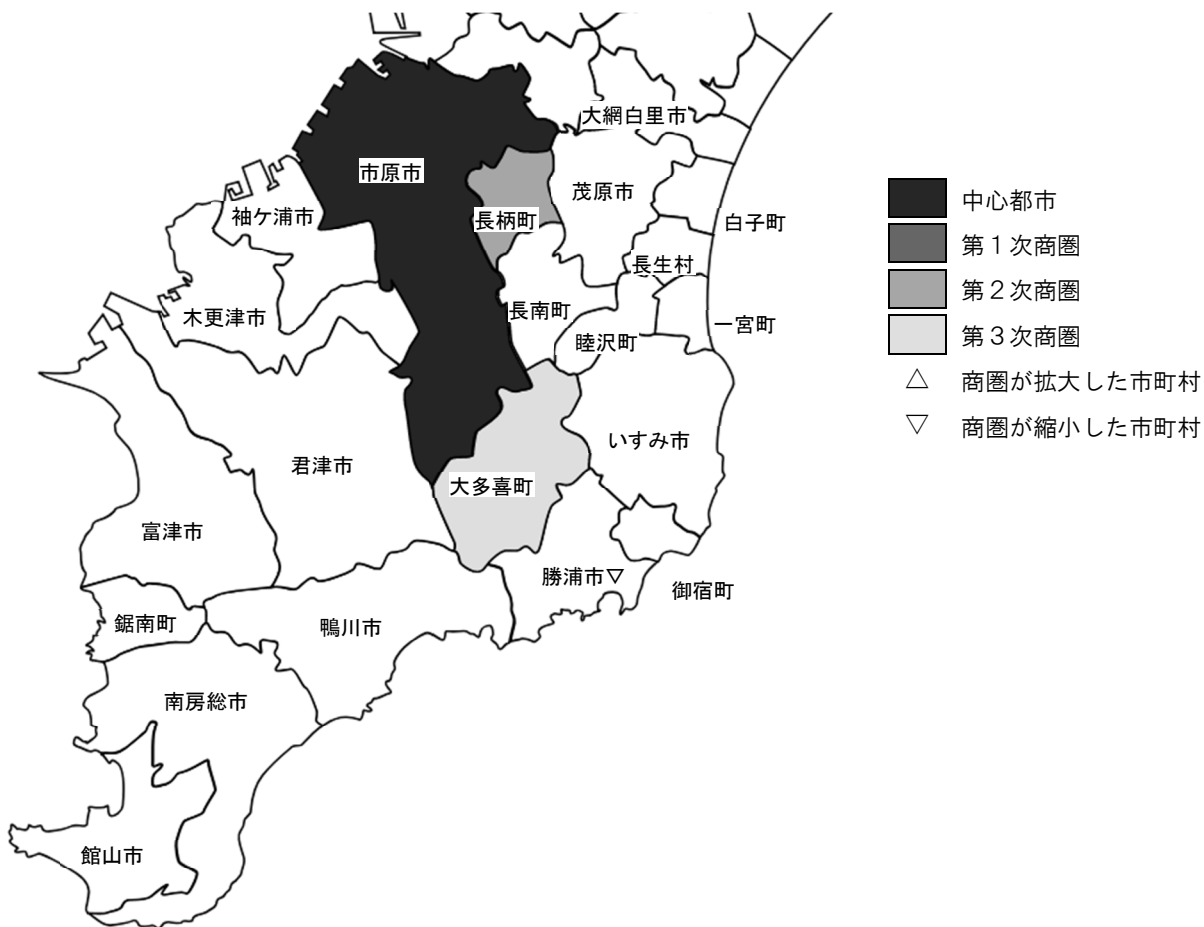 大網白里市
市原市
茂原市
袖ケ浦市
長柄町
白子町
長生村
木更津市
長南町
一宮町
睦沢町
いすみ市
君津市
大多喜町
富津市
勝浦市▽
御宿町
鋸南町
鴨川市
南房総市
館山市
中心都市
第１次商圏
第２次商圏
第３次商圏
△ 商圏が拡大した市町村
▽ 商圏が縮小した市町村